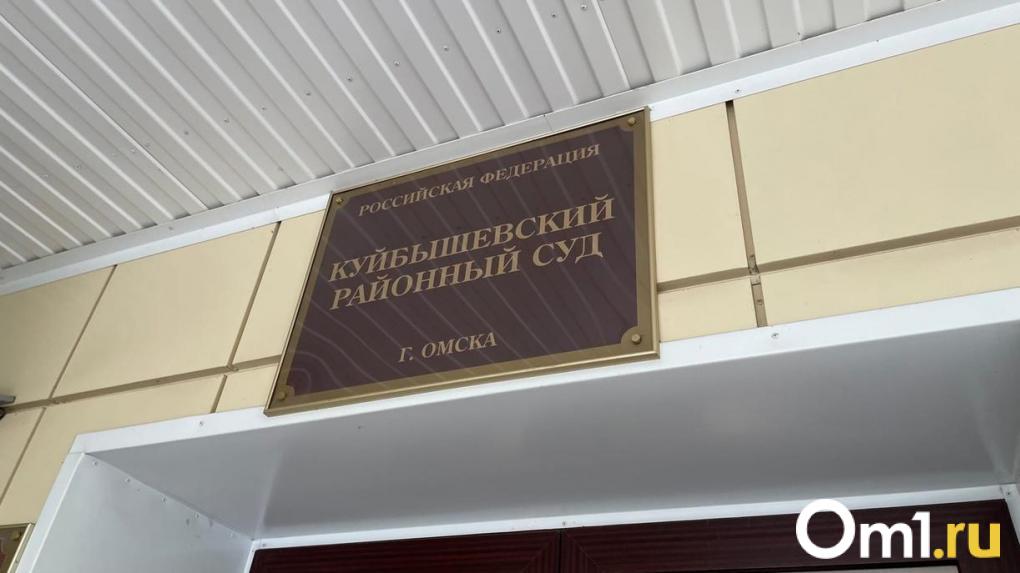 РОССИЙСКАЯ ФЕДЕРАЦИЯ
КУЙБЫШЕВСКИЙ
РАЙОННЫЙ СУД
Г. ОМСКА
Om1.ru